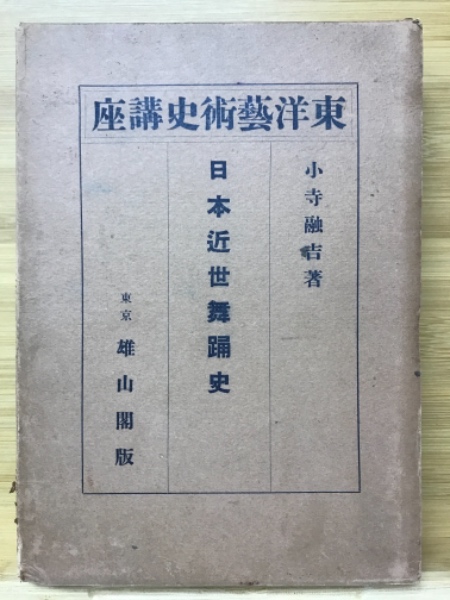 東洋藝術史講座
小寺融吉著
日本近世舞踊史
東京 雄山閣版